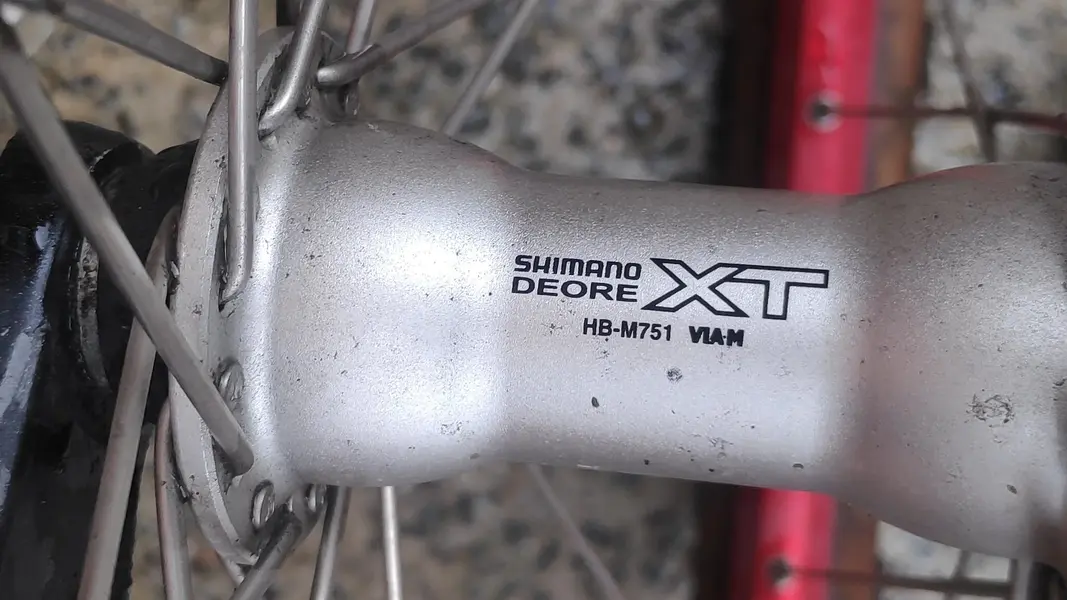 SHIMANO
DEORE XT
HB-M751 VIA-M